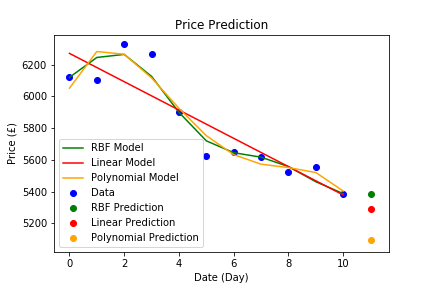 Price Prediction
Price (£)
6200
6000
5800
5600
5400
5200
RBF Model
Linear Model
Polynomial Model
Data
RBF Prediction
Linear Prediction
Polynomial Prediction
0 2 4 6 8 10
Date (Day)